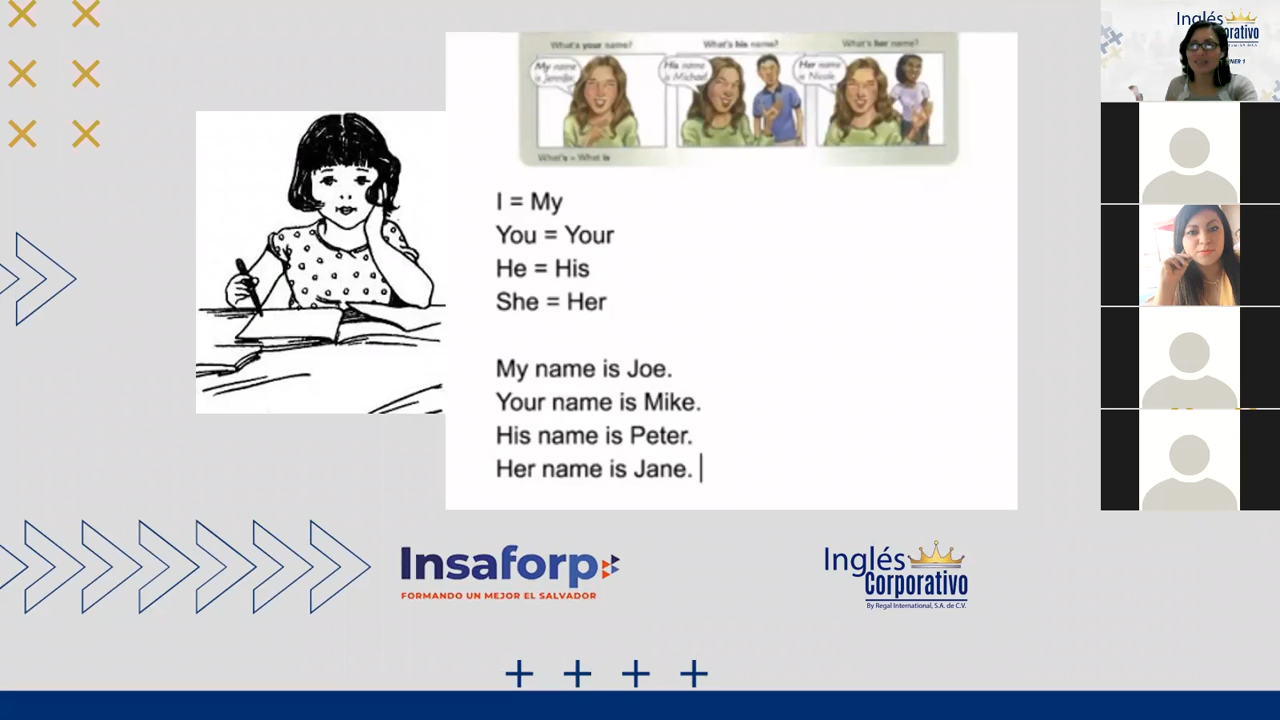 What's your name?
What's his name?
What's her name?
My name
is Jennifer.
His name
is Michael.
Her name
is Nicole.
What's = What is
I = My
You = Your
He = His
She = Her
My name is Joe.
Your name is Mike.
His name is Peter.
Her name is Jane.
Insaforp
FORMANDO UN MEJOR EL SALVADOR
Inglés
Corporativo
By Regal International, S.A. de C.V.
Inglés
orporativo
NER 1